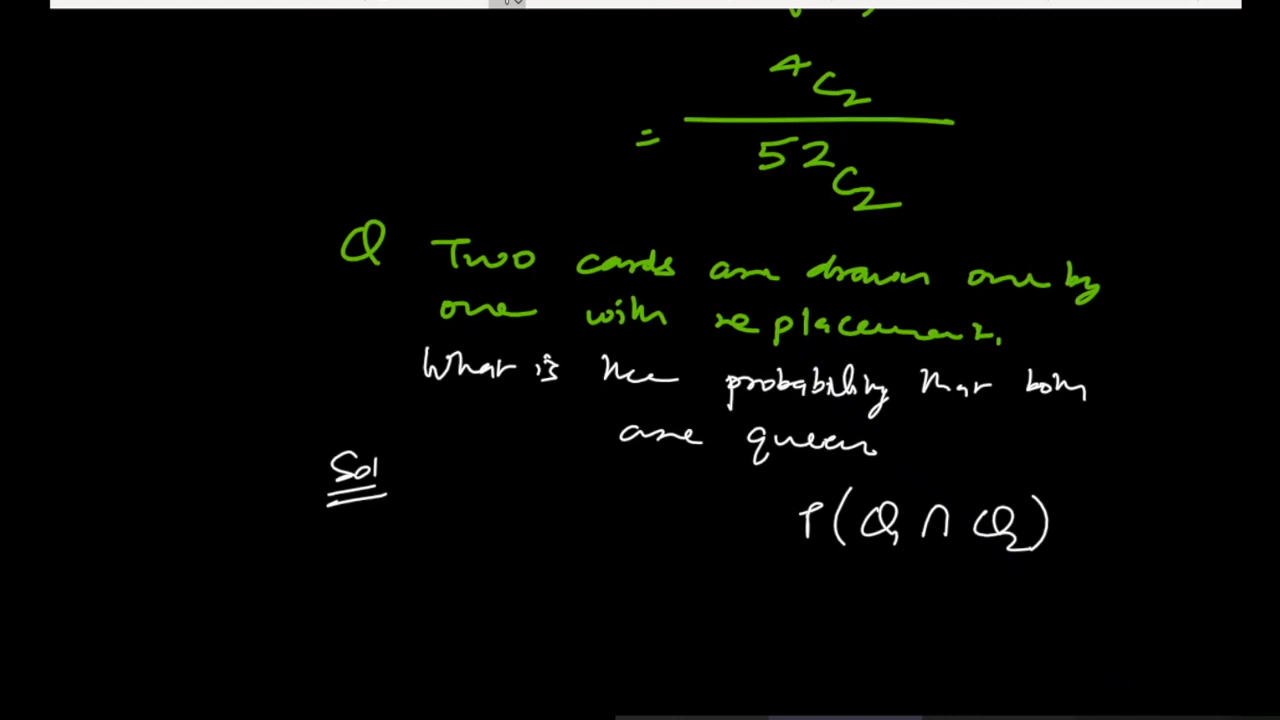 4C2
=
52C2
Q Two cards are drawn one by
one with replacement.
What is the probability that both
are queen
Sol
P(Q1 ∩ Q2)